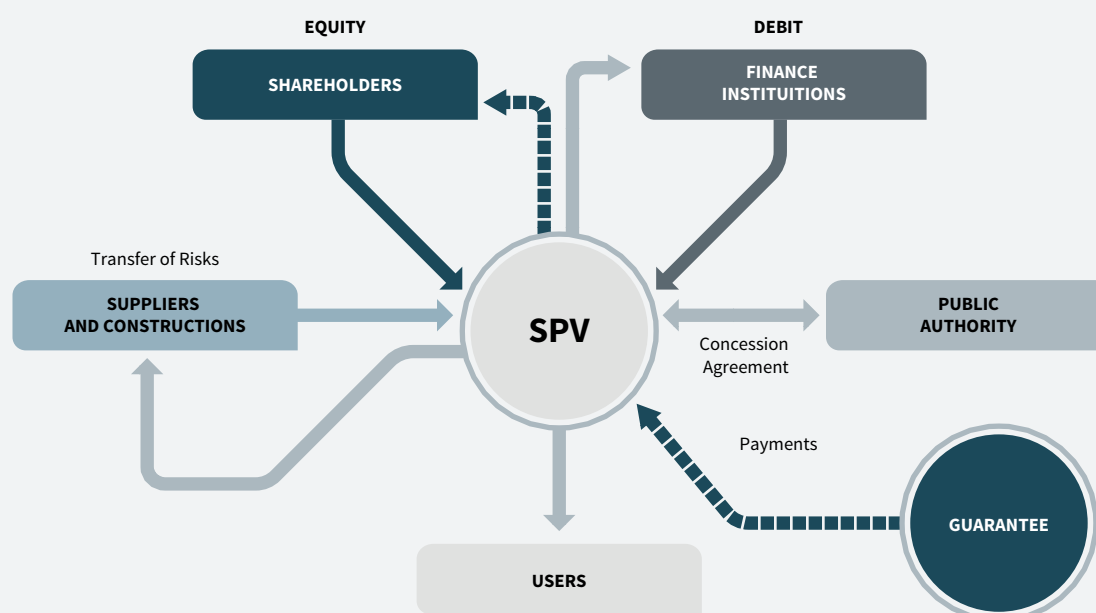 EQUITY
DEBIT
SHAREHOLDERS
FINANCE
INSTITUITIONS
Transfer of Risks
SUPPLIERS
AND CONSTRUCTIONS
SPV
PUBLIC
AUTHORITY
Concession
Agreement
Payments
GUARANTEE
USERS